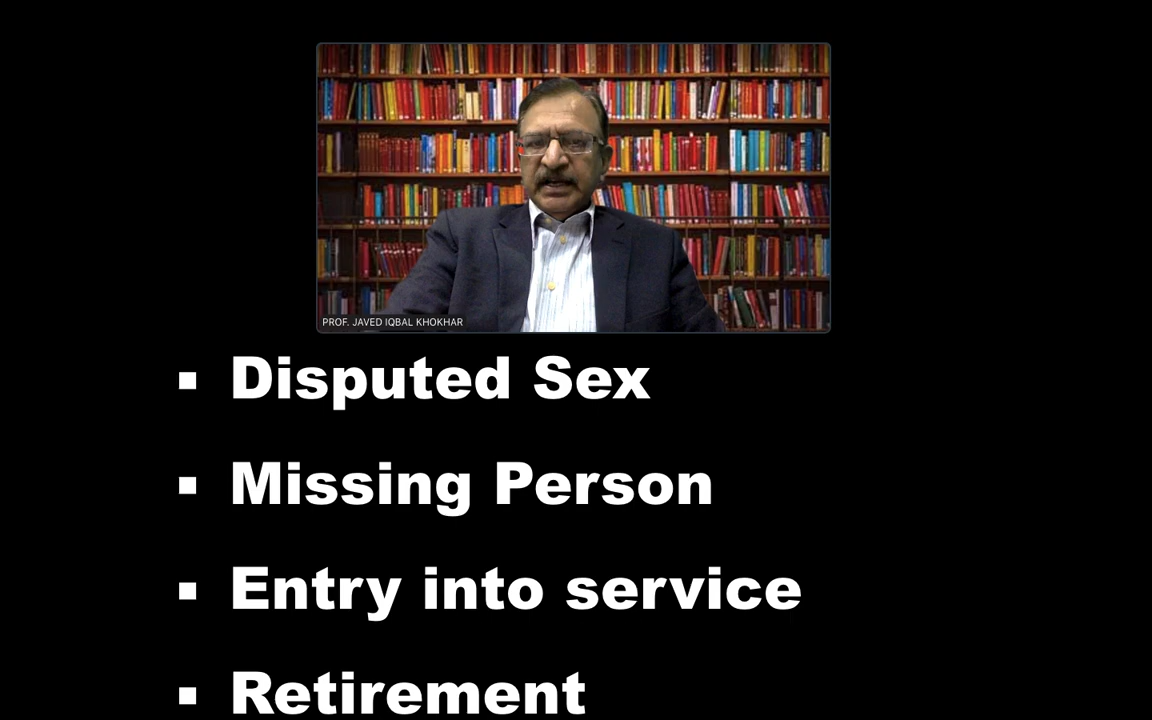 PROF. JAVED IQBAL KHOKHAR
▪ Disputed Sex
▪ Missing Person
▪ Entry into service
▪ Retirement